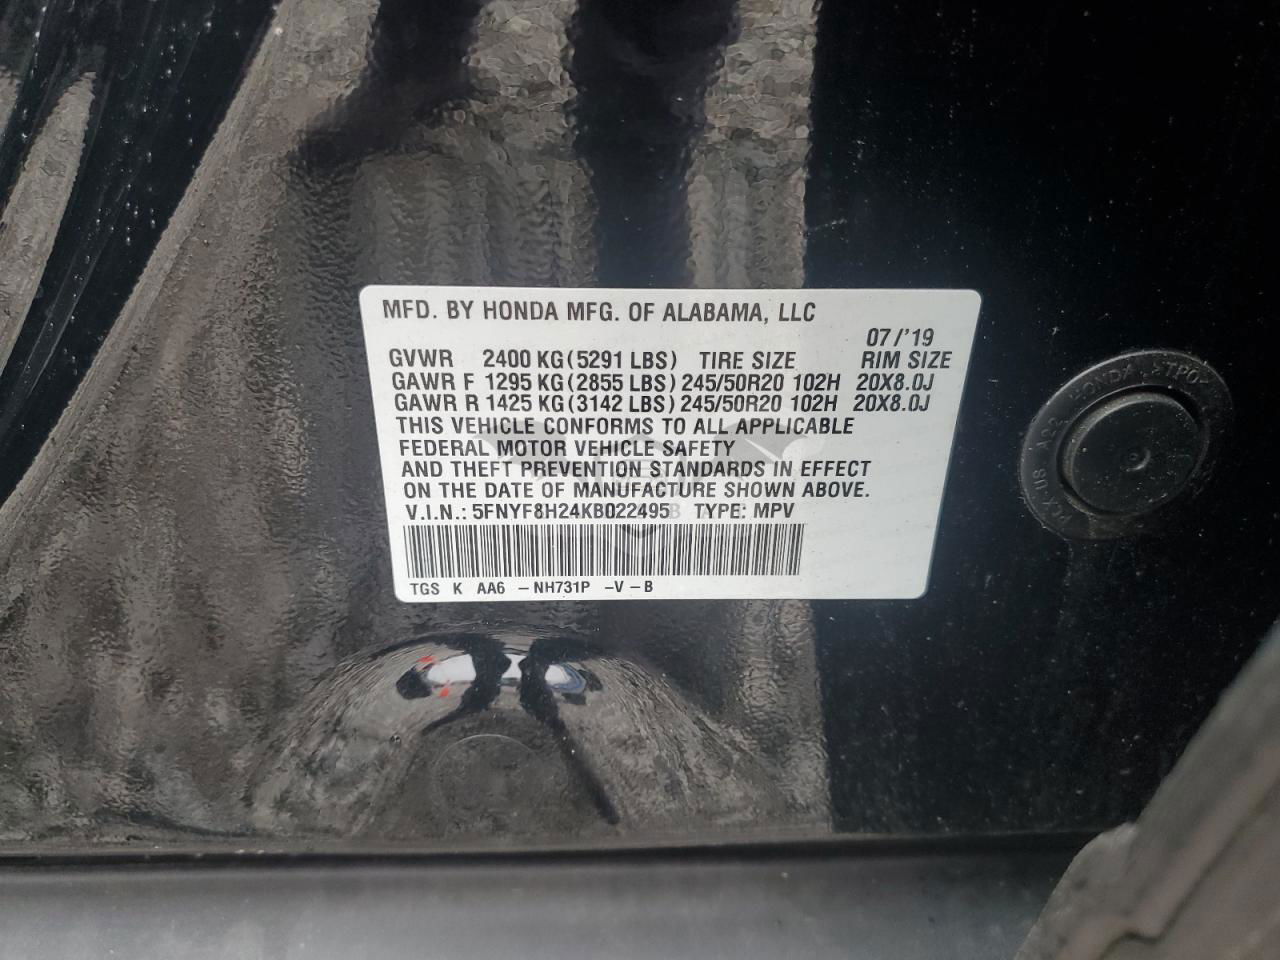 MFD. BY HONDA MFG. OF ALABAMA, LLC
07/'19
GVWR 2400 KG(5291 LBS) TIRE SIZE RIM SIZE
GAWR F 1295 KG(2855 LBS)245/50R20 102H 20X8.0J
GAWR R 1425 KG(3142 LBS)245/50R20 102H 20X8.0J
THIS VEHICLE CONFORMS TO ALL APPLICABLE
FEDERAL MOTOR VEHICLE SAFETY
AND THEFT PREVENTION STANDARDS IN EFFECT
ON THE DATE OF MANUFACTURE SHOWN ABOVE.
V.I.N.: 5FNYF8H24KB022495 TYPE: MPV
TGS K AA6 -NH731P -V-B
HONDA